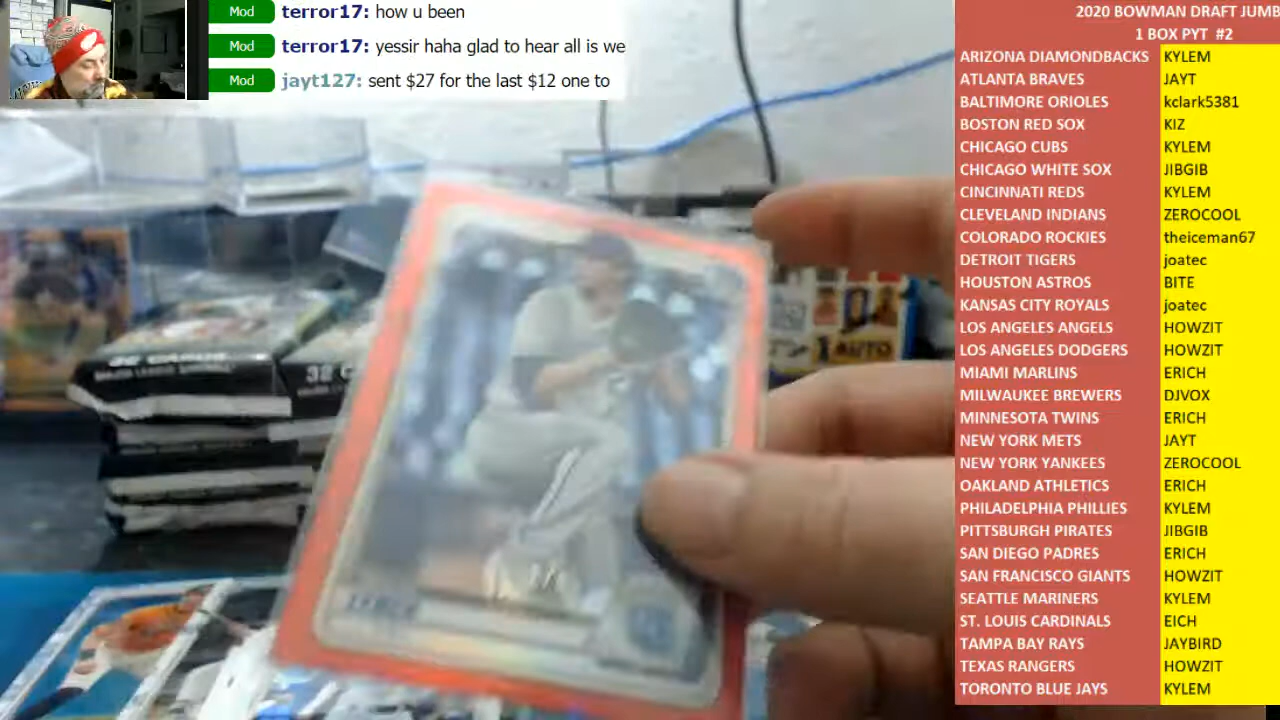 Mod terror17: how u been
Mod terror17: yessir haha glad to hear all is we
Mod jayt127: sent $27 for the last $12 one to
2020 BOWMAN DRAFT JUMB
1 BOX PYT #2
ARIZONA DIAMONDBACKS KYLEM
ATLANTA BRAVES JAYT
BALTIMORE ORIOLES kclark5381
BOSTON RED SOX KIZ
CHICAGO CUBS KYLEM
CHICAGO WHITE SOX JIBGIB
CINCINNATI REDS KYLEM
CLEVELAND INDIANS ZEROCOOL
COLORADO ROCKIES theiceman67
DETROIT TIGERS joatec
HOUSTON ASTROS BITE
KANSAS CITY ROYALS joatec
LOS ANGELES ANGELS HOWZIT
LOS ANGELES DODGERS HOWZIT
MIAMI MARLINS ERICH
MILWAUKEE BREWERS DJVOX
MINNESOTA TWINS ERICH
NEW YORK METS JAYT
NEW YORK YANKEES ZEROCOOL
OAKLAND ATHLETICS ERICH
PHILADELPHIA PHILLIES KYLEM
PITTSBURGH PIRATES JIBGIB
SAN DIEGO PADRES ERICH
SAN FRANCISCO GIANTS HOWZIT
SEATTLE MARINERS KYLEM
ST. LOUIS CARDINALS EICH
TAMPA BAY RAYS JAYBIRD
TEXAS RANGERS HOWZIT
TORONTO BLUE JAYS KYLEM
1 AUTO